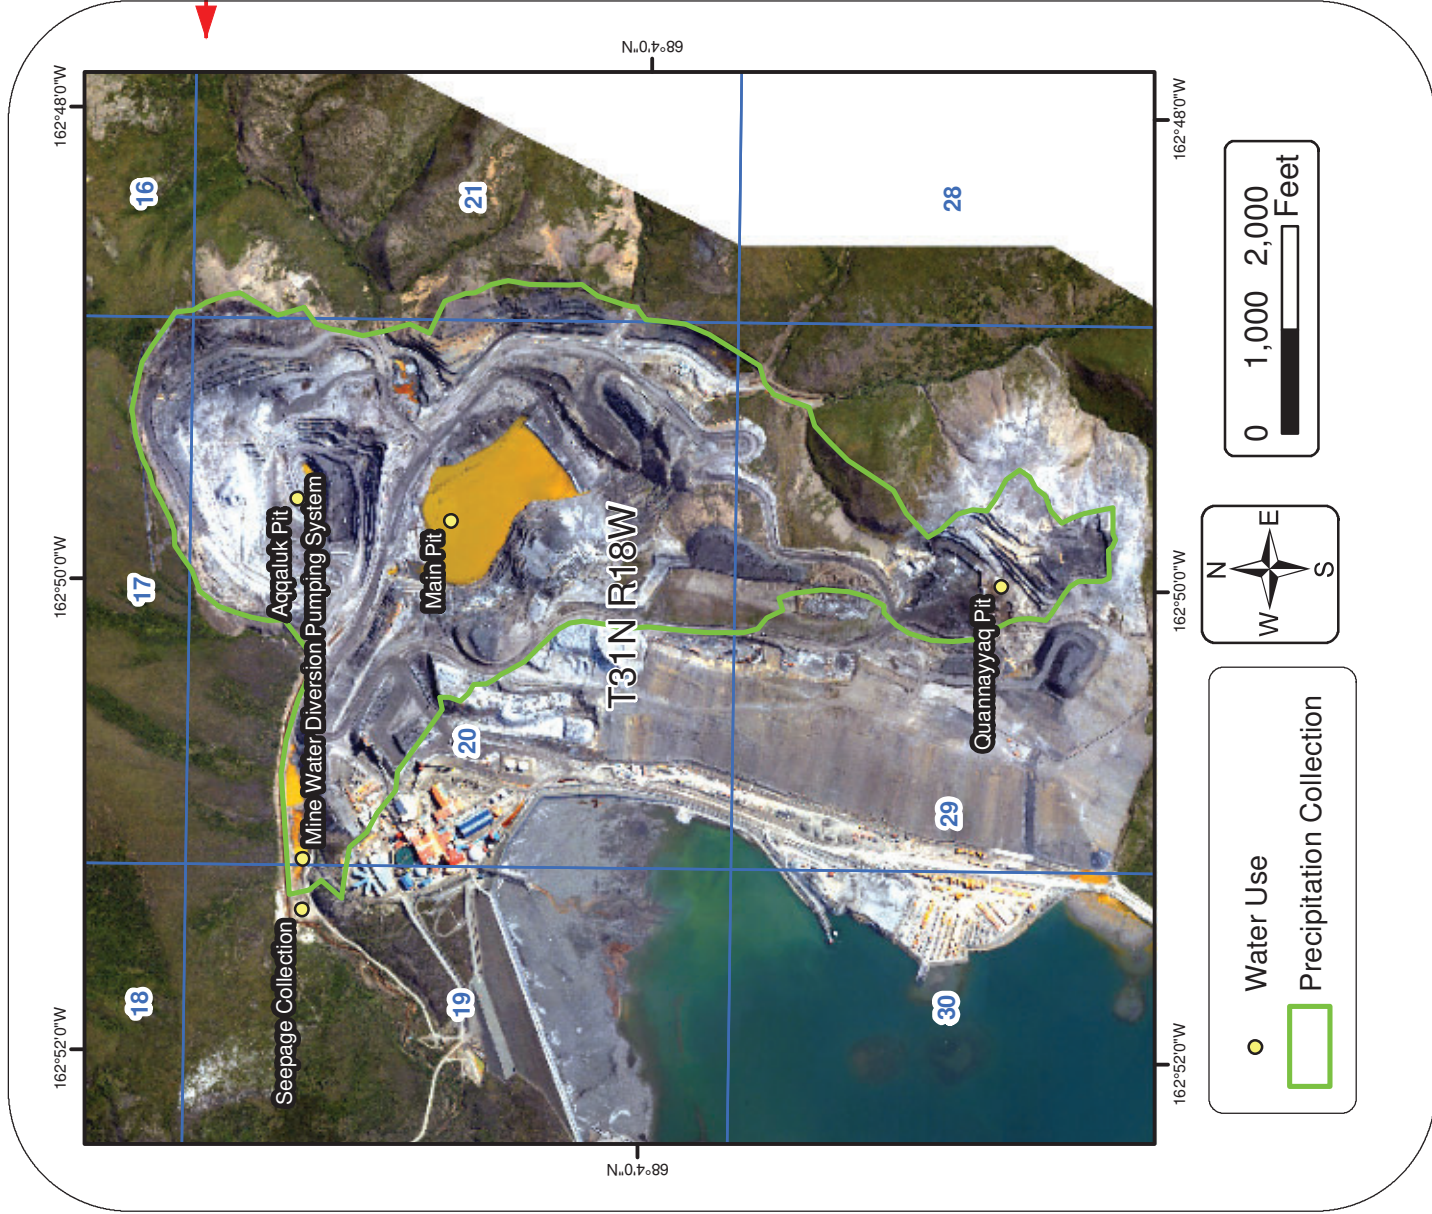 162°52'0"W
162°50'0"W
162°48'0"W
18
17
16
Seepage Collection
Aqqaluk Pit
Mine Water Diversion Pumping System
Main Pit
19
20
21
T31N R18W
68°4'0"N
68°4'0"N
30
29
28
Quannayyaq Pit
162°52'0"W
162°50'0"W
162°48'0"W
Water Use
Precipitation Collection
N
W
E
S
0 1,000 2,000
Feet